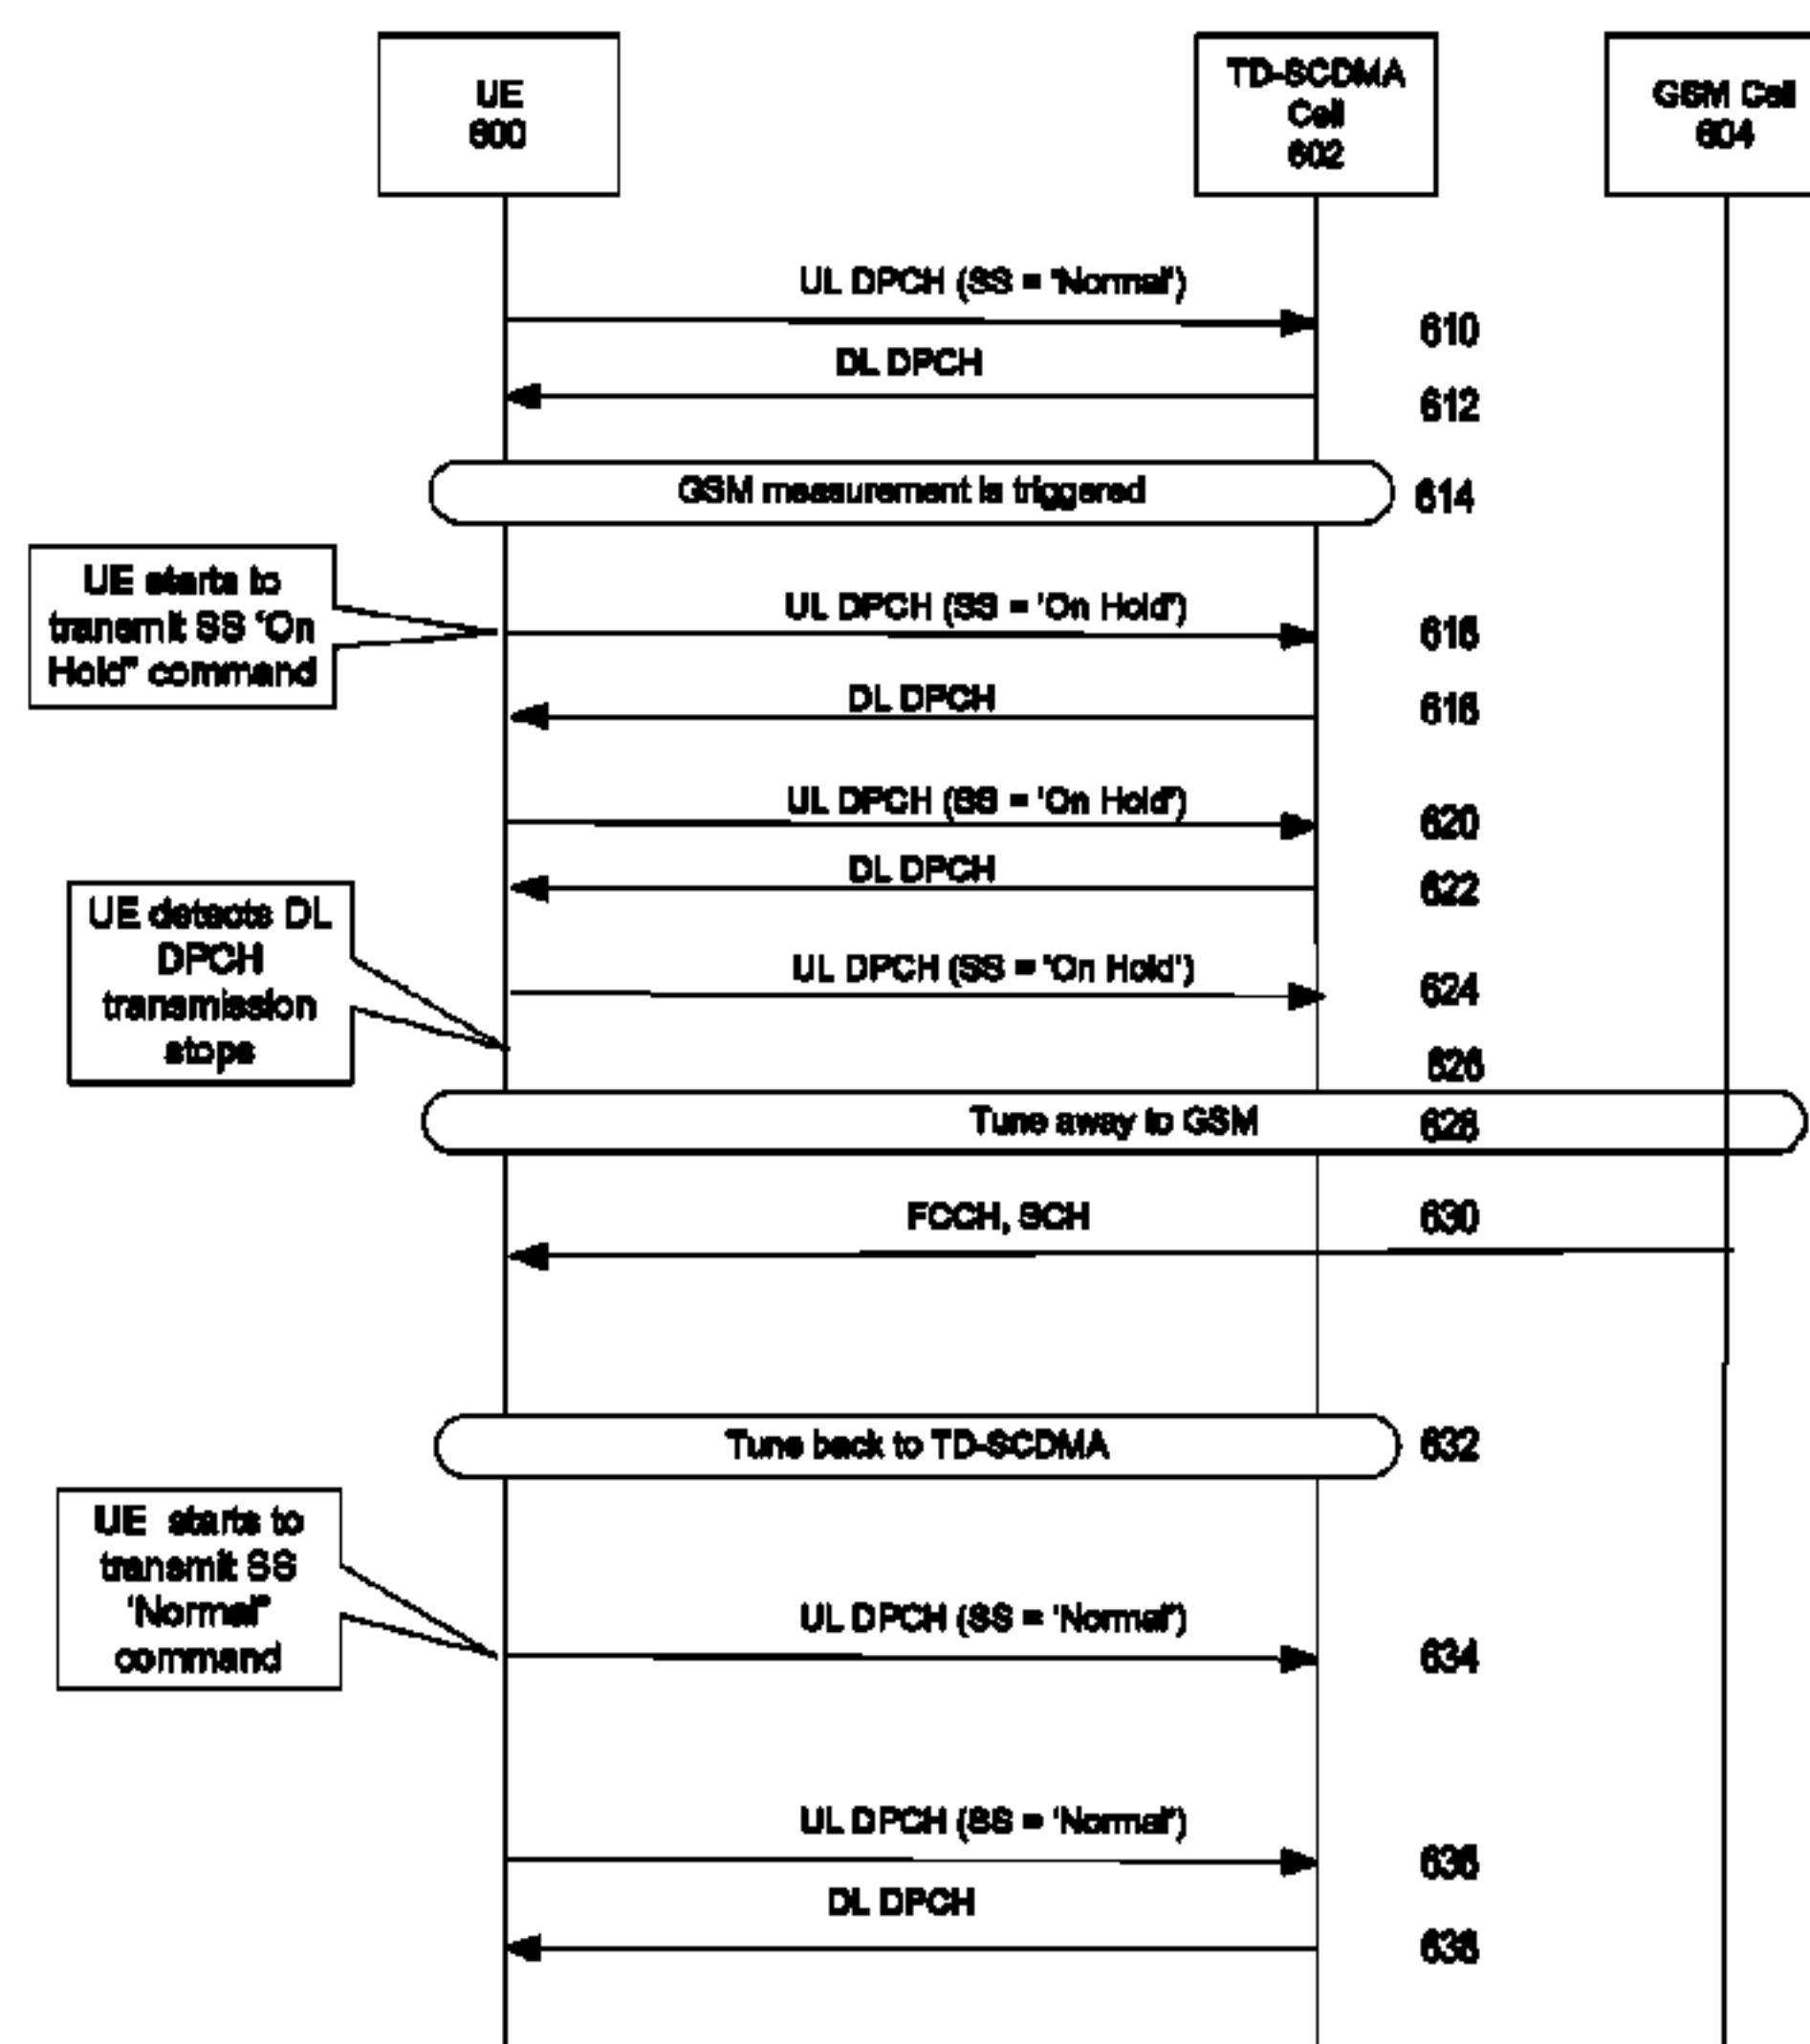 UE
600
TD-SCDMA
Cell
602
GSM Cell
604
UL DPCH (SS = 'Normal')
610
DL DPCH
612
GSM measurement is triggered
614
UE starts to
transmit SS "On
Hold" command
UL DPCH (SS = 'On Hold')
616
DL DPCH
618
UL DPCH (SS = 'On Hold')
620
DL DPCH
622
UE detects DL
DPCH
transmission
stops
UL DPCH (SS = 'On Hold')
624
626
Tune away to GSM
628
FCCH, SCH
630
Tune back to TD-SCDMA
632
UE starts to
transmit SS
'Normal"
command
UL DPCH (SS = 'Normal')
634
UL DPCH (SS = 'Normal')
636
DL DPCH
638